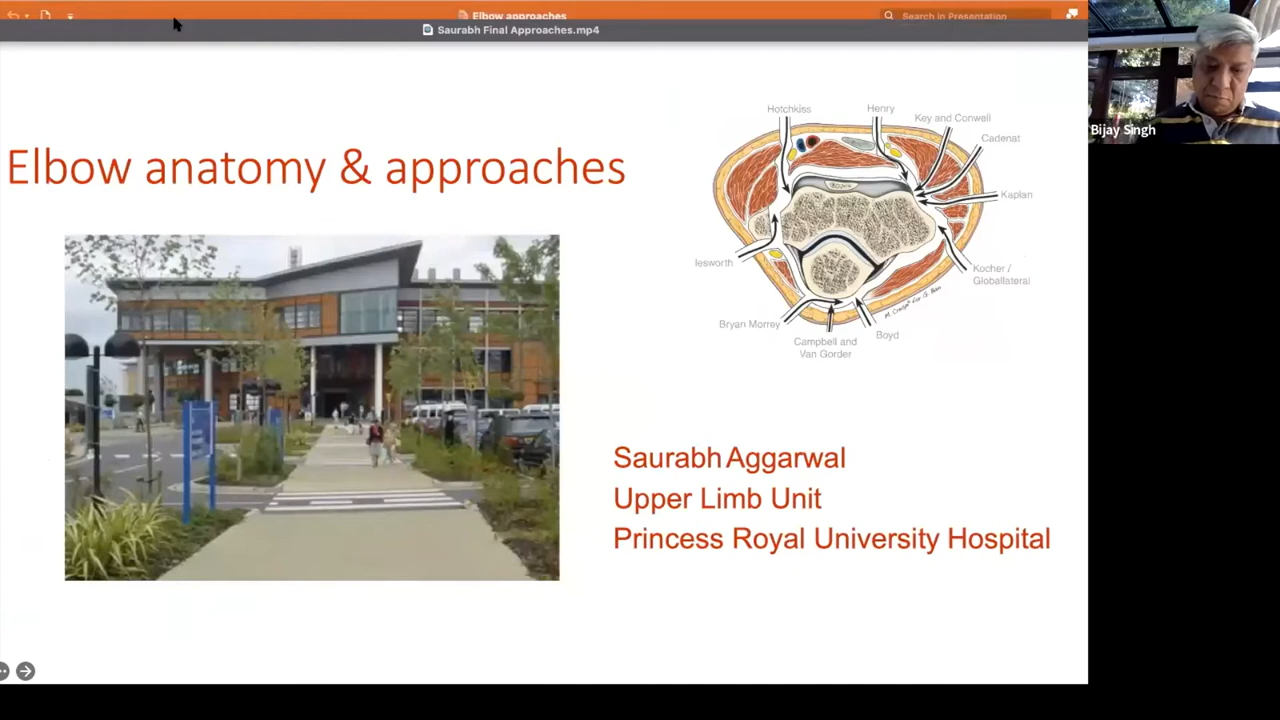 Elbow approaches
Search in Presentation
Saurabh Final Approaches.mp4
Bijay Singh
Elbow anatomy & approaches
Hotchkiss
Henry
Key and Conwell
Cadenat
Kaplan
lesworth
Kocher /
Globallateral
Bryan Morrey
Boyd
Campbell and
Van Gorder
Saurabh Aggarwal
Upper Limb Unit
Princess Royal University Hospital